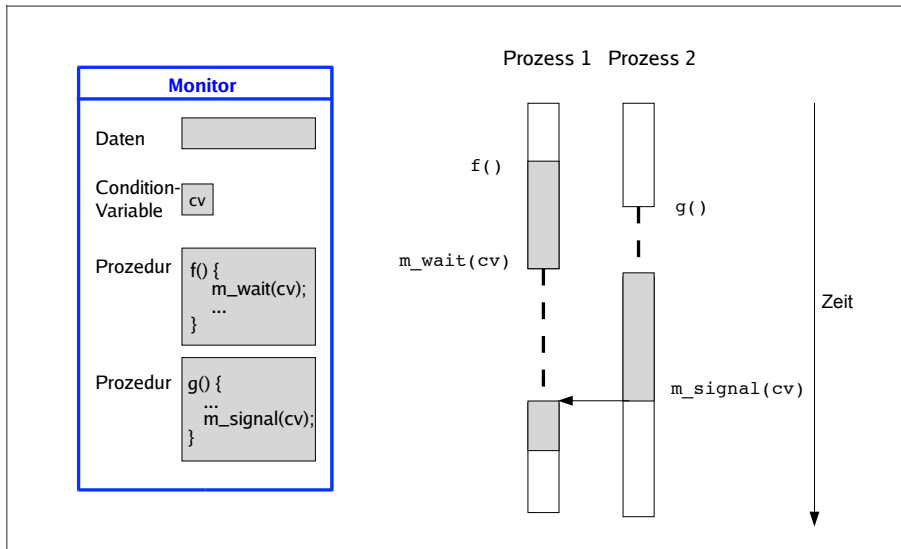 Monitor
Daten
Condition-
Variable
cv
Prozedur
f() {
m_wait(cv);
...
}
Prozedur
g() {
...
m_signal(cv);
}
Prozess 1
Prozess 2
f()
g()
m_wait(cv)
m_signal(cv)
Zeit